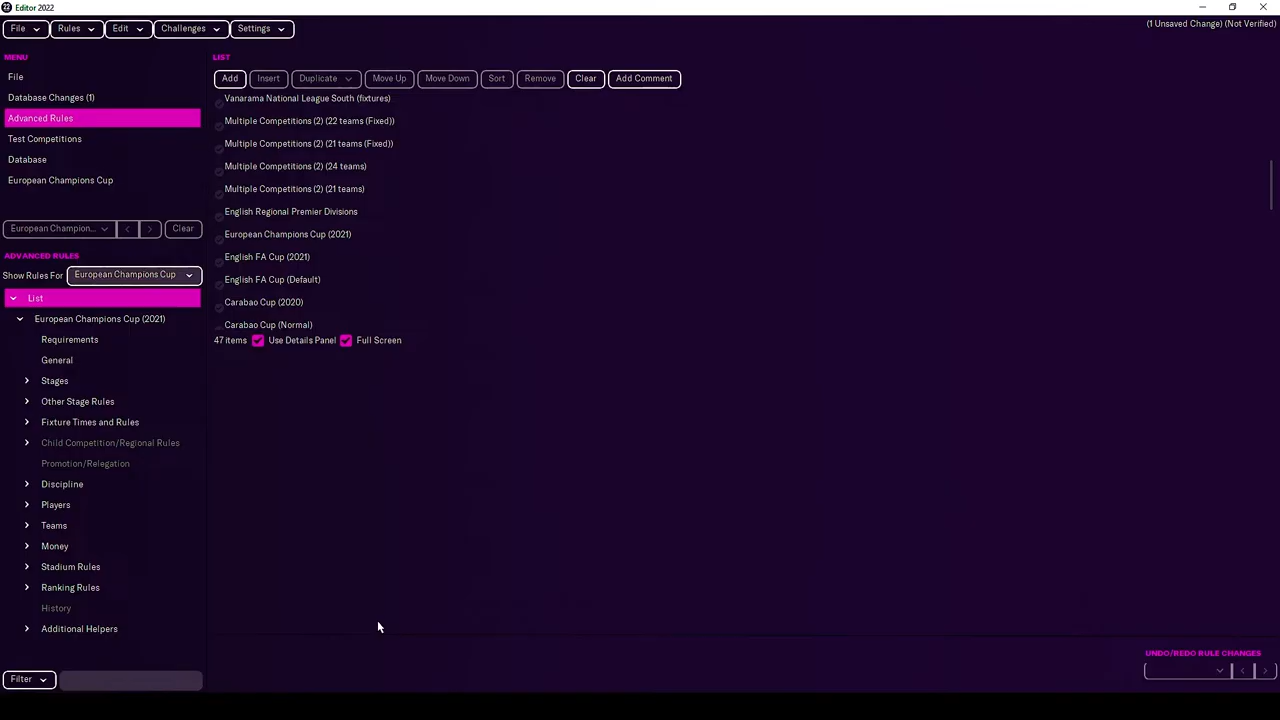 Editor 2022
File Rules Edit Challenges Settings
(1 Unsaved Change) (Not Verified)
MENU
File
Database Changes (1)
Advanced Rules
Test Competitions
Database
European Champions Cup
European Champion... Clear
ADVANCED RULES
Show Rules For European Champions Cup
List
European Champions Cup (2021)
Requirements
General
Stages
Other Stage Rules
Fixture Times and Rules
Child Competition/Regional Rules
Promotion/Relegation
Discipline
Players
Teams
Money
Stadium Rules
Ranking Rules
History
Additional Helpers
Filter
LIST
Add Insert Duplicate Move Up Move Down Sort Remove Clear Add Comment
Vanarama National League South (fixtures)
Multiple Competitions (2) (22 teams (Fixed))
Multiple Competitions (2) (21 teams (Fixed))
Multiple Competitions (2) (24 teams)
Multiple Competitions (2) (21 teams)
English Regional Premier Divisions
European Champions Cup (2021)
English FA Cup (2021)
English FA Cup (Default)
Carabao Cup (2020)
Carabao Cup (Normal)
47 items Use Details Panel Full Screen
UNDO/REDO RULE CHANGES